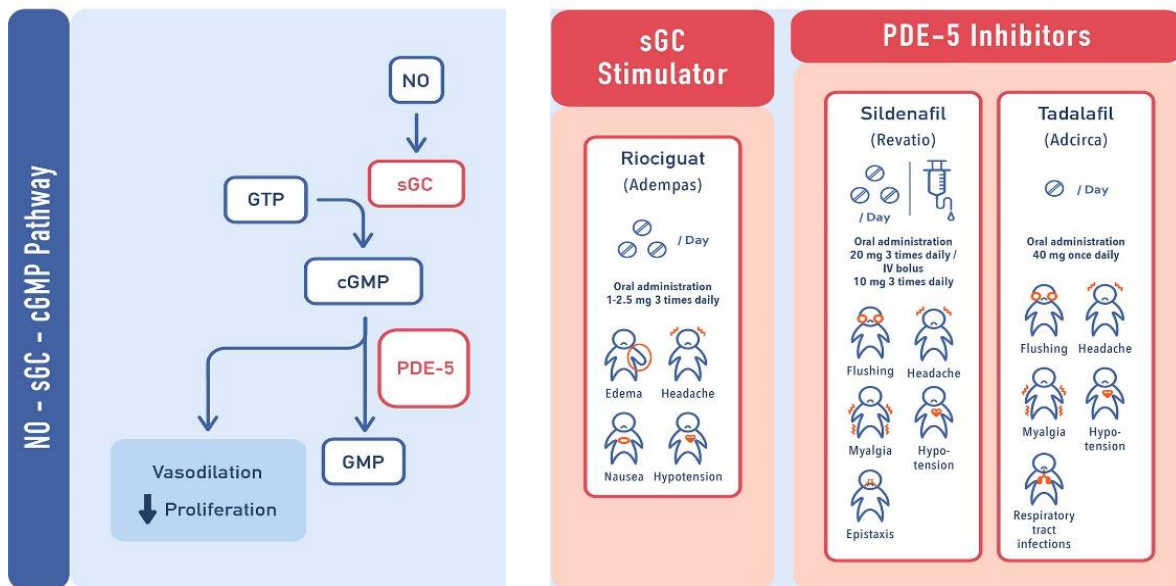 NO - sGC - cGMP Pathway
NO
sGC
GTP
cGMP
PDE-5
GMP
Vasodilation
Proliferation
sGC
Stimulator
Riociguat
(Adempas)
/ Day
Oral administration
1-2.5 mg 3 times daily
Edema
Headache
Nausea
Hypotension
PDE-5 Inhibitors
Sildenafil
(Revatio)
/ Day
Oral administration
20 mg 3 times daily /
IV bolus
10 mg 3 times daily
Flushing
Headache
Myalgia
Hypo-
tension
Epistaxis
Tadalafil
(Adcirca)
/ Day
Oral administration
40 mg once daily
Flushing
Headache
Myalgia
Hypo-
tension
Respiratory
tract
infections